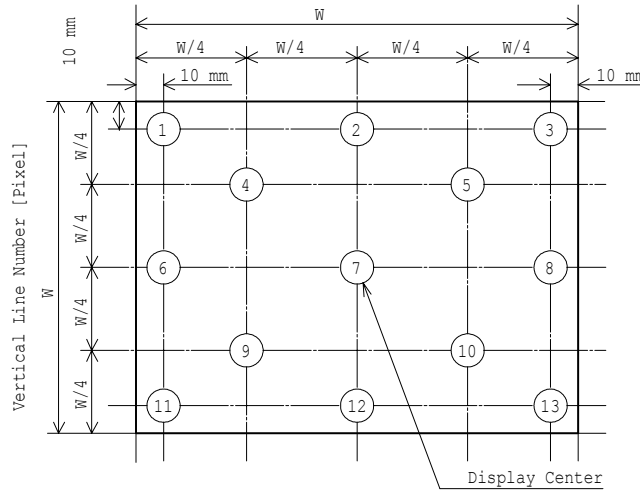 W
10 mm
W/4 W/4 W/4 W/4
10 mm 10 mm
1 2 3
W/4
4 5
W/4
6 7 8
W
Vertical Line Number [Pixel]
W/4
9 10
W/4
11 12 13
Display Center